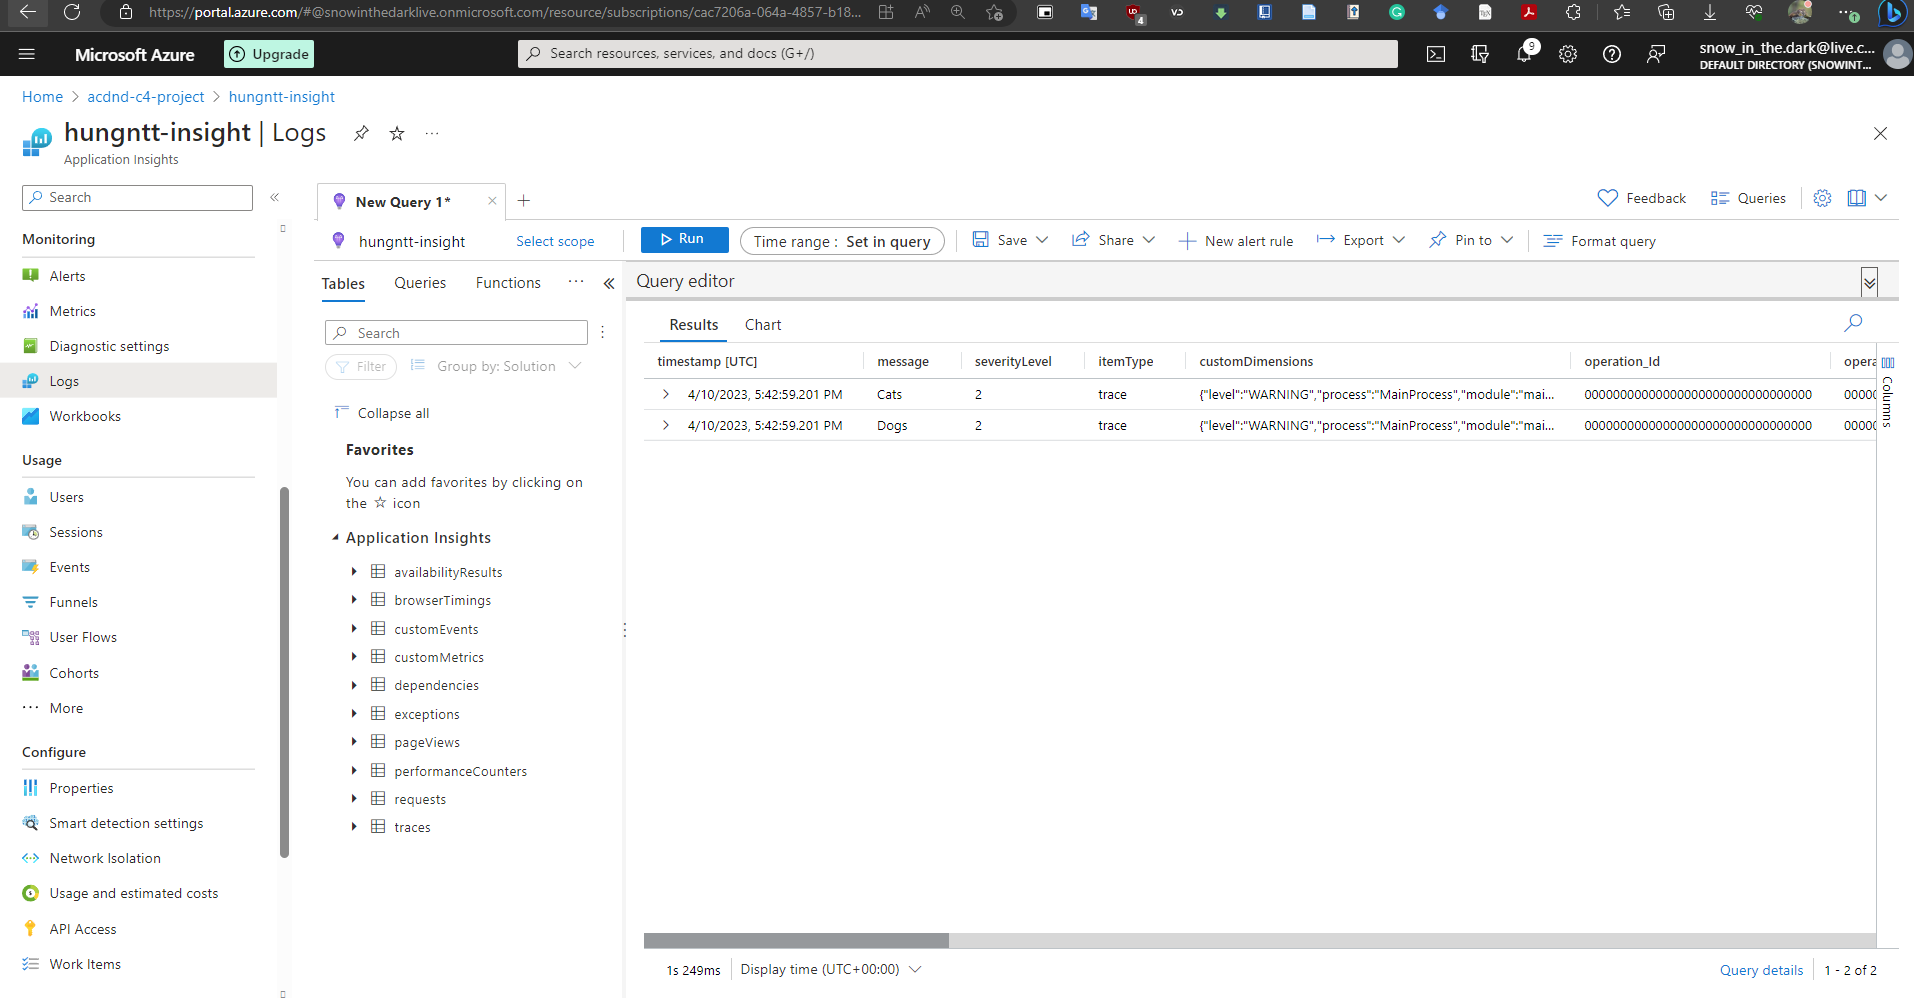 https://portal.azure.com/#@snowinthedarklive.onmicrosoft.com/resource/subscriptions/cac7206a-064a-4857-b18...
4
Microsoft Azure
Upgrade
Search resources, services, and docs (G+/)
9
snow_in_the.dark@live.c...
DEFAULT DIRECTORY (SNOWINT...
Home > acdnd-c4-project > hungntt-insight
hungntt-insight | Logs
...
Application Insights
Search
«
Monitoring
Alerts
Metrics
Diagnostic settings
Logs
Workbooks
Usage
Users
Sessions
Events
Funnels
User Flows
Cohorts
More
Configure
Properties
Smart detection settings
Network Isolation
Usage and estimated costs
API Access
Work Items
New Query 1*
Feedback
Queries
hungntt-insight
Select scope
Run
Time range : Set in query
Save
Share
New alert rule
Export
Pin to
Format query
Tables
Queries
Functions
...
«
Search
Filter
Group by: Solution
Collapse all
Favorites
You can add favorites by clicking on
the ☆ icon
Application Insights
availabilityResults
browserTimings
customEvents
customMetrics
dependencies
exceptions
pageViews
performanceCounters
requests
traces
Query editor
Results
Chart
timestamp [UTC] message severityLevel itemType customDimensions operation_Id opera
4/10/2023, 5:42:59.201 PM Cats 2 trace {"level":"WARNING","process":"MainProcess","module":"mai... 00000000000000000000000000000000 00000
4/10/2023, 5:42:59.201 PM Dogs 2 trace {"level":"WARNING","process":"MainProcess","module":"mai... 00000000000000000000000000000000 00000
Columns
1s 249ms
Display time (UTC+00:00)
Query details
1 - 2 of 2